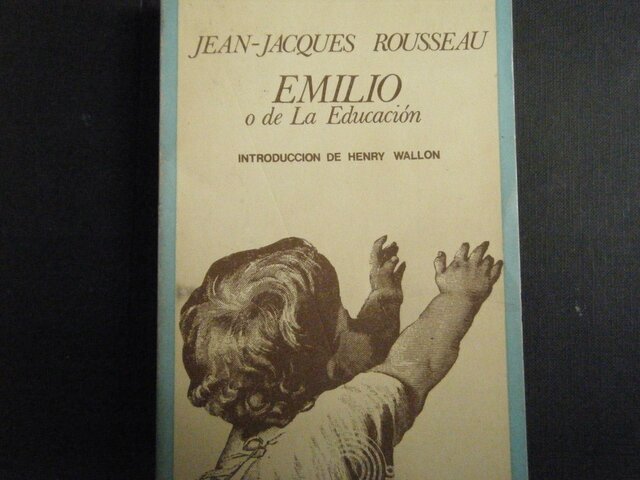 JEAN-JACQUES ROUSSEAU
EMILIO
o de La Educación
INTRODUCCION DE HENRY WALLON